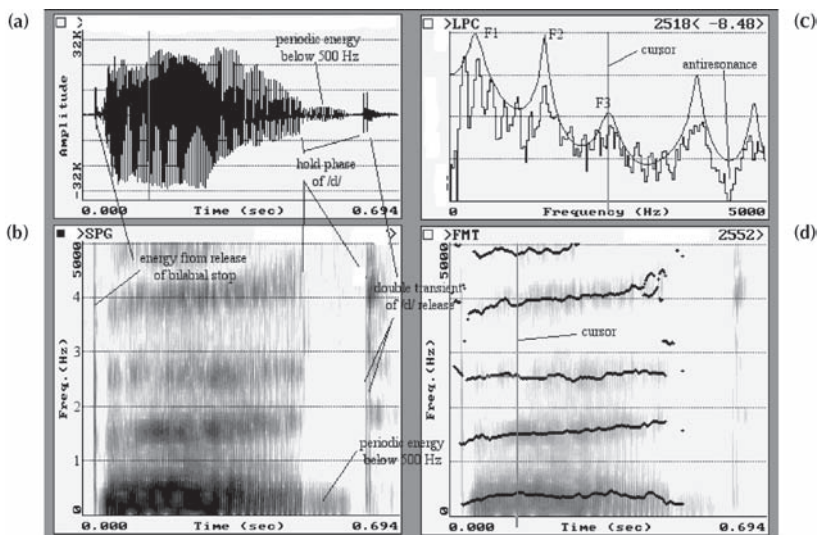 (a)
>
32K
Amplitude
-32K
0.000 Time (sec) 0.694
periodic energy
below 500 Hz
hold phase
of /d/
(c)
>LPC 2518< -8.48>
F1
F2
F3
cursor
antiresonance
0 Frequency (Hz) 5000
(b)
>SPG >
5000
4
3
2
1
0
Freq.(Hz)
0.000 Time (sec) 0.694
energy from release
of bilabial stop
double transient
of /d/ release
periodic energy
below 500 Hz
(d)
>FMT 2552>
5000
Freq.(Hz)
0
cursor
0.000 Time (sec) 0.694